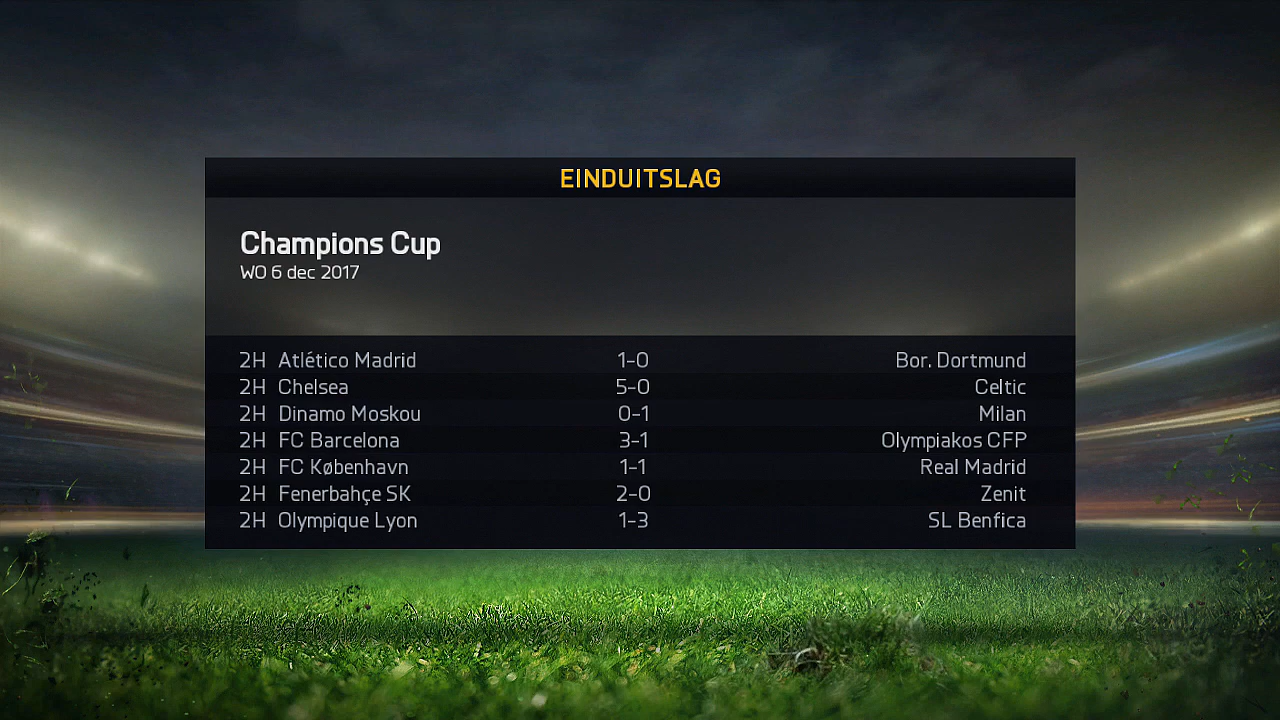 EINDUITSLAG
Champions Cup
WO 6 dec 2017
2H Atlético Madrid 1-0 Bor. Dortmund
2H Chelsea 5-0 Celtic
2H Dinamo Moskou 0-1 Milan
2H FC Barcelona 3-1 Olympiakos CFP
2H FC København 1-1 Real Madrid
2H Fenerbahçe SK 2-0 Zenit
2H Olympique Lyon 1-3 SL Benfica